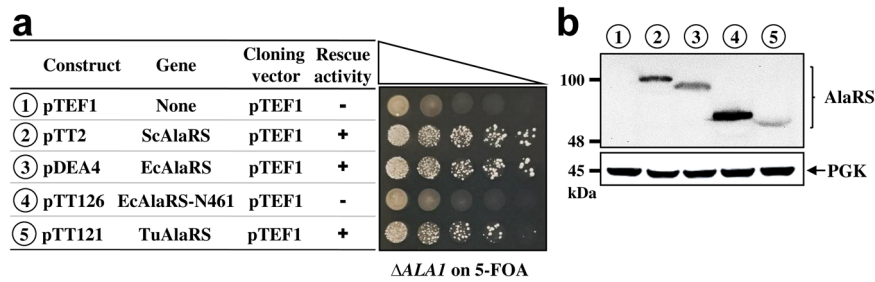 a
Construct Gene Cloning vector Rescue activity
① pTEF1 None pTEF1 -
② pTT2 ScAlaRS pTEF1 +
③ pDEA4 EcAlaRS pTEF1 +
④ pTT126 EcAlaRS-N461 pTEF1 -
⑤ pTT121 TuAlaRS pTEF1 +
ΔALA1 on 5-FOA
b
① ② ③ ④ ⑤
100
AlaRS
48
45
PGK
kDa